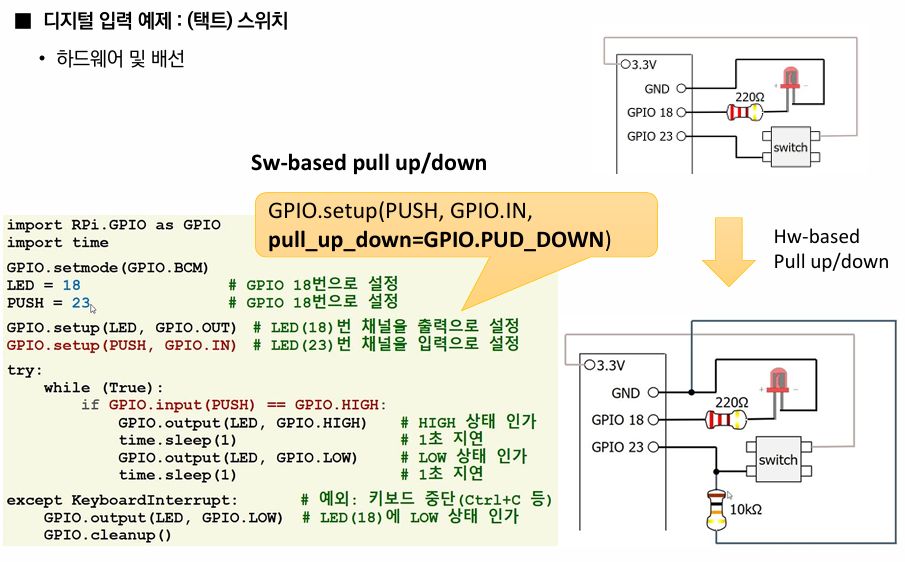 ■ 디지털 입력 예제 : (택트) 스위치
• 하드웨어 및 배선
3.3V
GND
220Ω
GPIO 18
GPIO 23
switch
Sw-based pull up/down
GPIO.setup(PUSH, GPIO.IN,
pull_up_down=GPIO.PUD_DOWN)
Hw-based
Pull up/down
import RPi.GPIO as GPIO
import time
GPIO.setmode(GPIO.BCM)
LED = 18 # GPIO 18번으로 설정
PUSH = 23 # GPIO 18번으로 설정
GPIO.setup(LED, GPIO.OUT) # LED(18)번 채널을 출력으로 설정
GPIO.setup(PUSH, GPIO.IN) # LED(23)번 채널을 입력으로 설정
try:
while (True):
if GPIO.input(PUSH) == GPIO.HIGH:
GPIO.output(LED, GPIO.HIGH) # HIGH 상태 인가
time.sleep(1) # 1초 지연
GPIO.output(LED, GPIO.LOW) # LOW 상태 인가
time.sleep(1) # 1초 지연
except KeyboardInterrupt: # 예외: 키보드 중단(Ctrl+C 등)
GPIO.output(LED, GPIO.LOW) # LED(18)에 LOW 상태 인가
GPIO.cleanup()
3.3V
GND
220Ω
GPIO 18
GPIO 23
switch
10kΩ